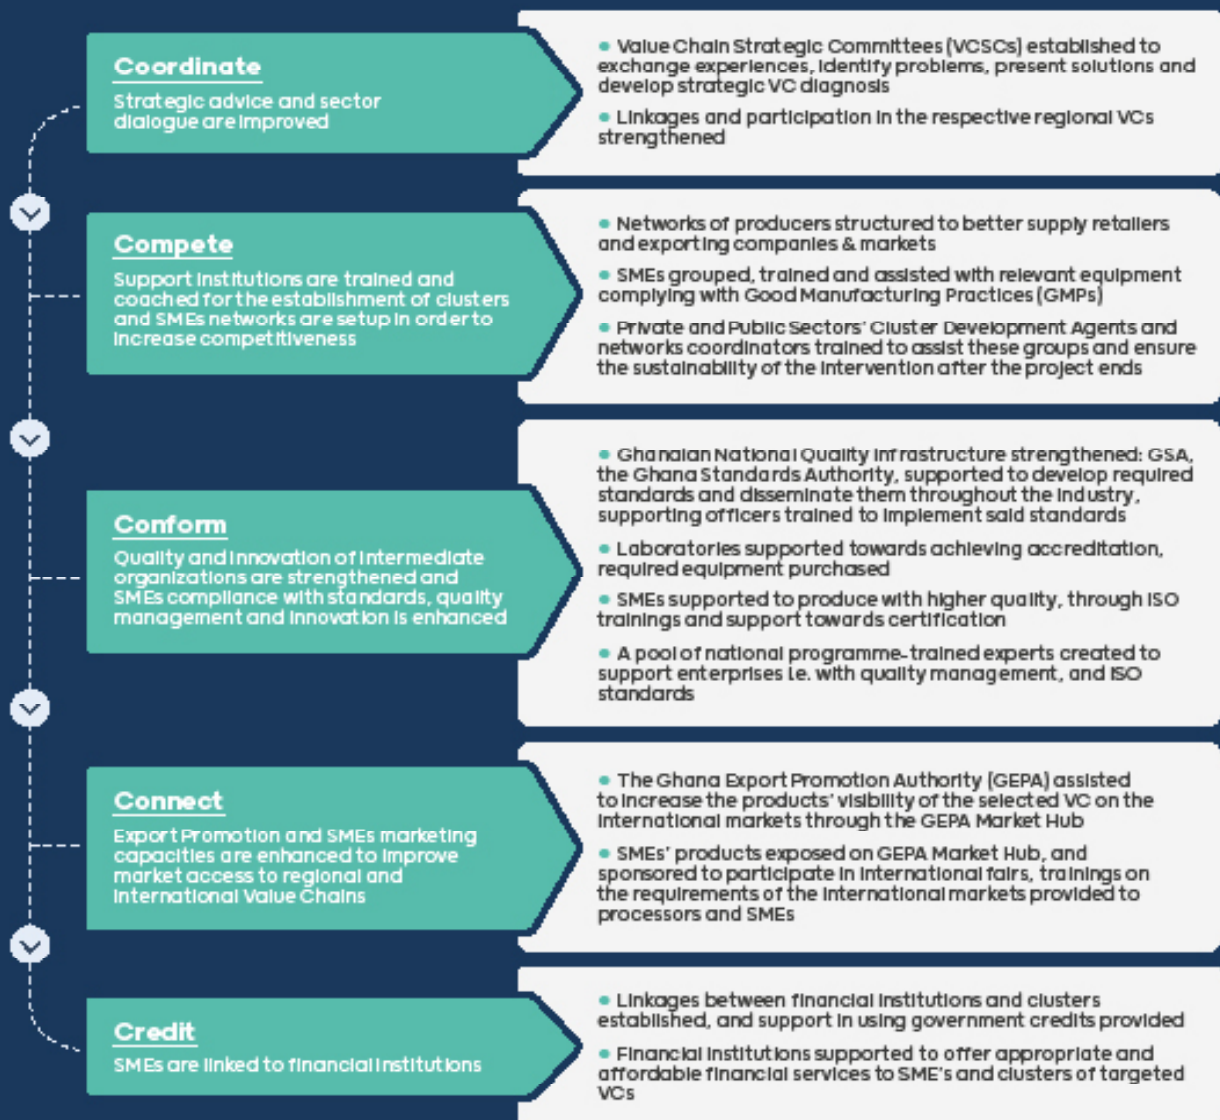 Coordinate
Strategic advice and sector
dialogue are improved
• Value Chain Strategic Committees (VCSCs) established to
exchange experiences, identify problems, present solutions and
develop strategic VC diagnosis
• Linkages and participation in the respective regional VCs
strengthened
Compete
Support institutions are trained and
coached for the establishment of clusters
and SMEs networks are setup in order to
increase competitiveness
• Networks of producers structured to better supply retailers
and exporting companies & markets
• SMEs grouped, trained and assisted with relevant equipment
complying with Good Manufacturing Practices (GMPs)
• Private and Public Sectors' Cluster Development Agents and
networks coordinators trained to assist these groups and ensure
the sustainability of the intervention after the project ends
Conform
Quality and innovation of intermediate
organizations are strengthened and
SMEs compliance with standards, quality
management and innovation is enhanced
• Ghanaian National Quality Infrastructure strengthened: GSA,
the Ghana Standards Authority, supported to develop required
standards and disseminate them throughout the industry,
supporting officers trained to implement said standards
• Laboratories supported towards achieving accreditation,
required equipment purchased
• SMEs supported to produce with higher quality, through ISO
trainings and support towards certification
• A pool of national programme-trained experts created to
support enterprises i.e. with quality management, and ISO
standards
Connect
Export Promotion and SMEs marketing
capacities are enhanced to improve
market access to regional and
International Value Chains
• The Ghana Export Promotion Authority (GEPA) assisted
to increase the products' visibility of the selected VC on the
international markets through the GEPA Market Hub
• SMEs' products exposed on GEPA Market Hub, and
sponsored to participate in international fairs, trainings on
the requirements of the international markets provided to
processors and SMEs
Credit
SMEs are linked to financial institutions
• Linkages between financial institutions and clusters
established, and support in using government credits provided
• Financial institutions supported to offer appropriate and
affordable financial services to SME's and clusters of targeted
VCs